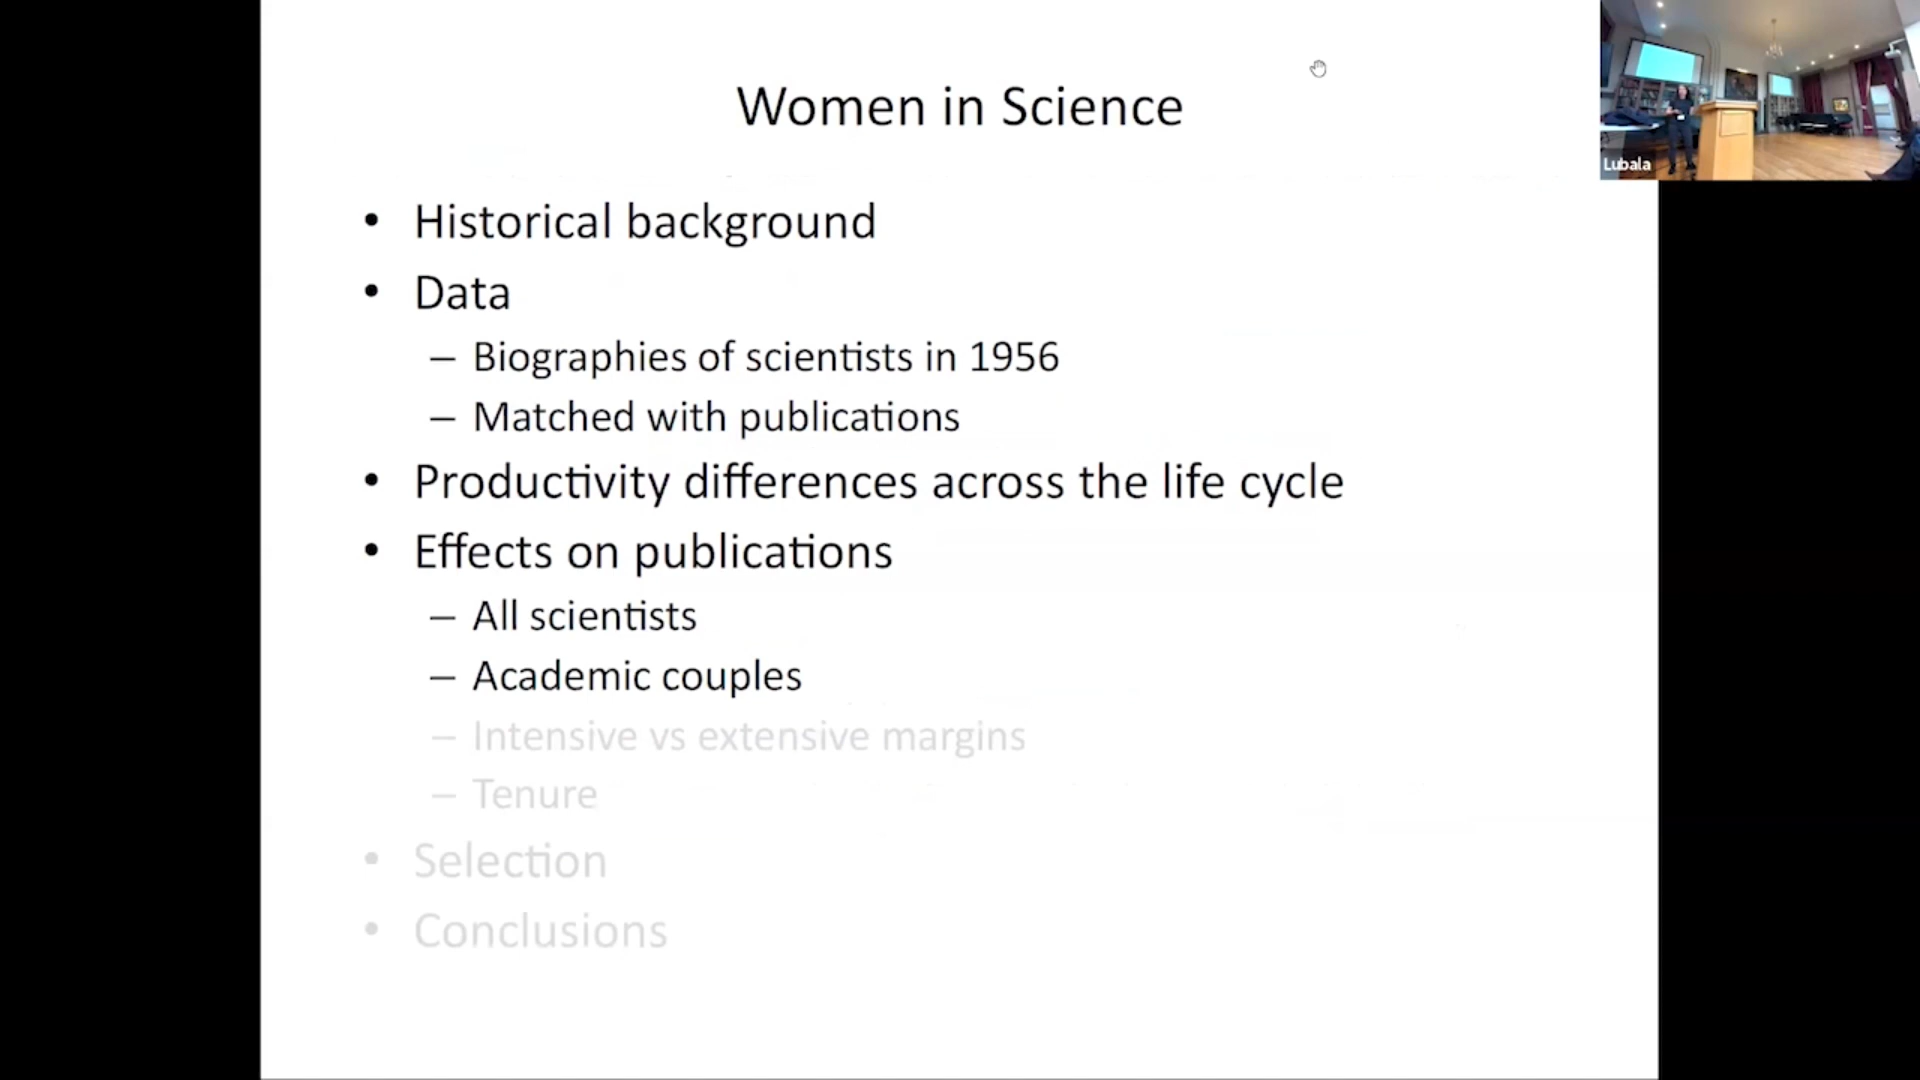 Women in Science
Lubala
• Historical background
• Data
– Biographies of scientists in 1956
– Matched with publications
• Productivity differences across the life cycle
• Effects on publications
– All scientists
– Academic couples
– Intensive vs extensive margins
– Tenure
• Selection
• Conclusions